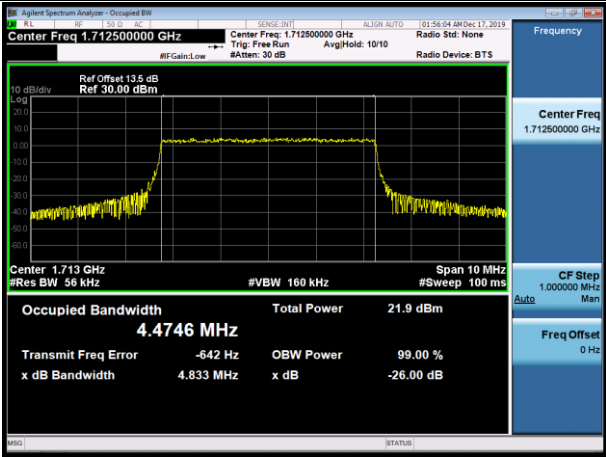 Agilent Spectrum Analyzer - Occupied BW
RL RF 50 Ω AC SENSE:INT ALIGN AUTO 01:56:04 AM Dec 17, 2019
Center Freq 1.712500000 GHz
Center Freq: 1.712500000 GHz Radio Std: None
Trig: Free Run Avg|Hold: 10/10
#IFGain:Low #Atten: 30 dB Radio Device: BTS
Ref Offset 13.5 dB
10 dB/div Ref 30.00 dBm
Log
20.0
10.0
0.00
-10.0
-20.0
-30.0
-40.0
-50.0
-60.0
Center 1.713 GHz Span 10 MHz
#Res BW 56 kHz #VBW 160 kHz #Sweep 100 ms
Occupied Bandwidth Total Power 21.9 dBm
4.4746 MHz
Transmit Freq Error -642 Hz OBW Power 99.00 %
x dB Bandwidth 4.833 MHz x dB -26.00 dB
MSG STATUS
Frequency
Center Freq
1.712500000 GHz
CF Step
1.000000 MHz
Auto Man
Freq Offset
0 Hz